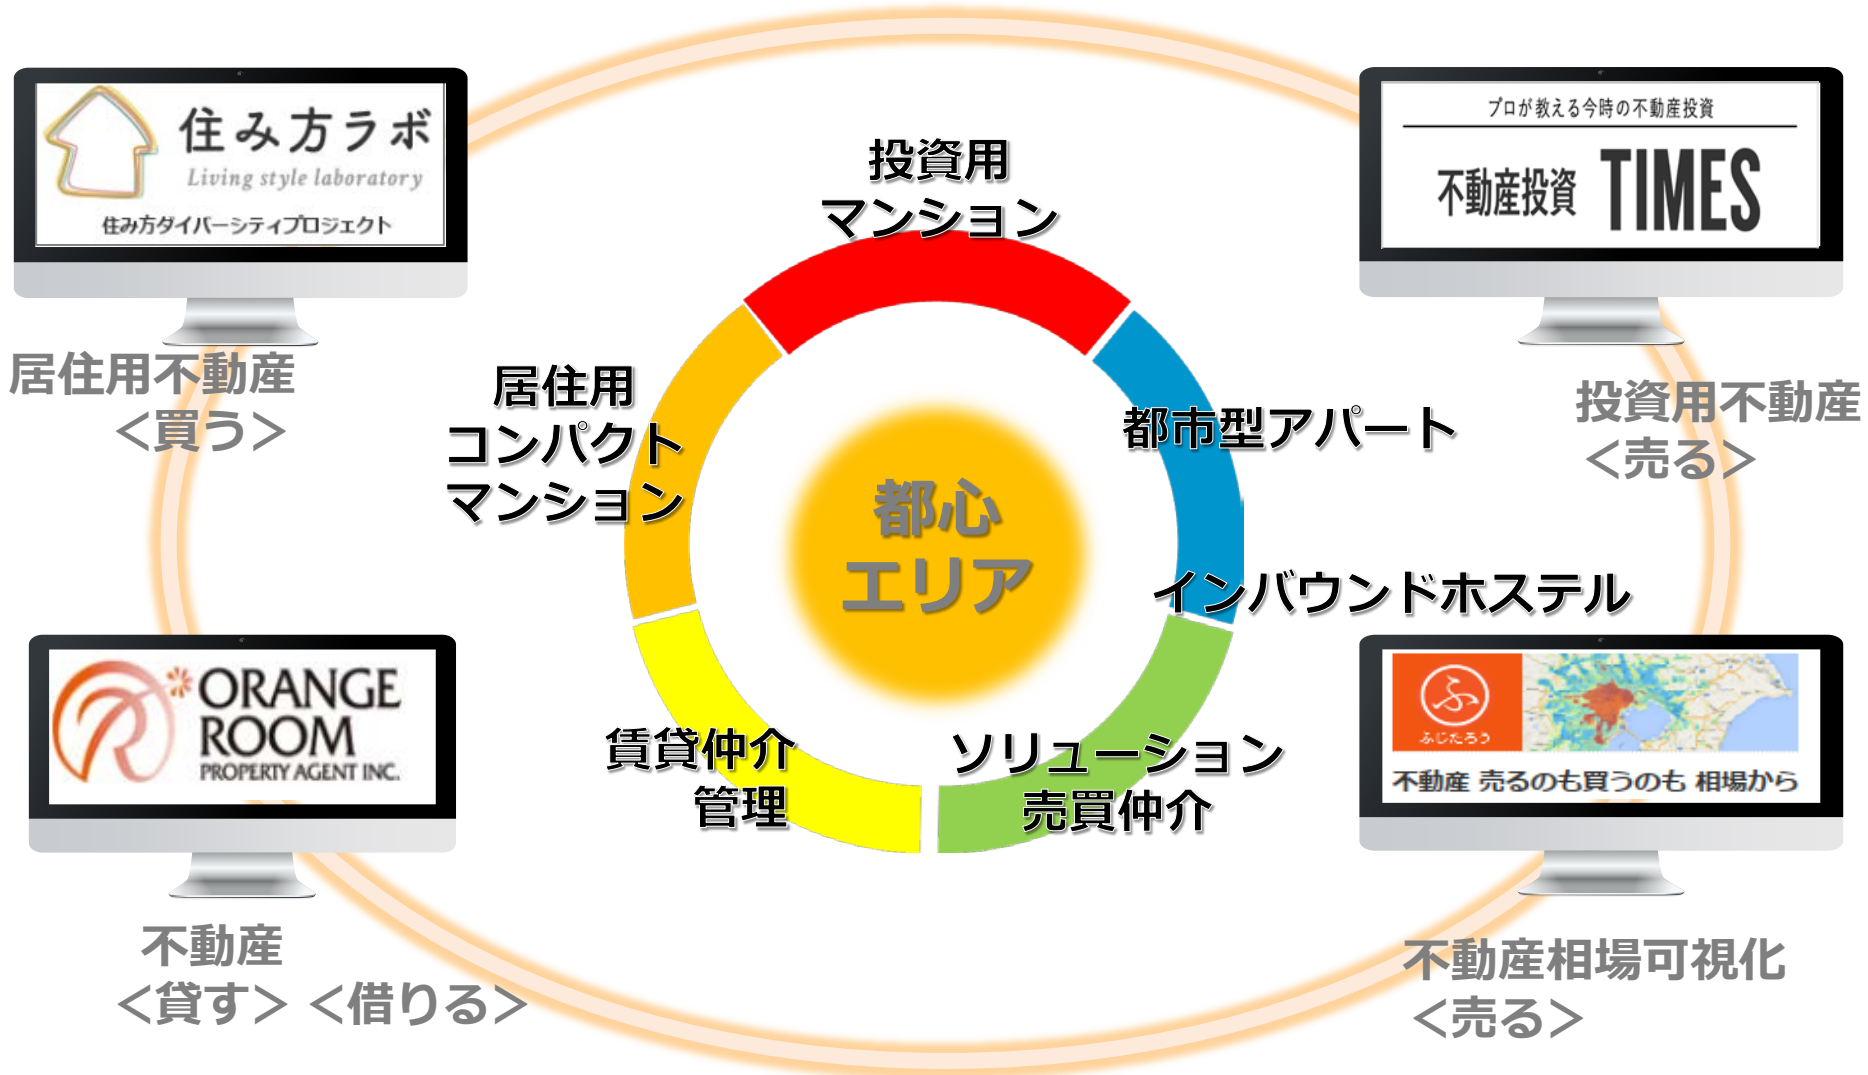 住み方ラボ
Living style laboratory
住み方ダイバーシティプロジェクト
居住用不動産
＜買う＞
プロが教える今時の不動産投資
不動産投資 TIMES
投資用不動産
＜売る＞
投資用
マンション
居住用
コンパクト
マンション
都市型アパート
都心
エリア
インバウンドホステル
賃貸仲介
管理
ソリューション
売買仲介
ORANGE
ROOM
PROPERTY AGENT INC.
不動産
＜貸す＞＜借りる＞
ふ
ふじたろう
不動産 売るのも買うのも 相場から
不動産相場可視化
＜売る＞